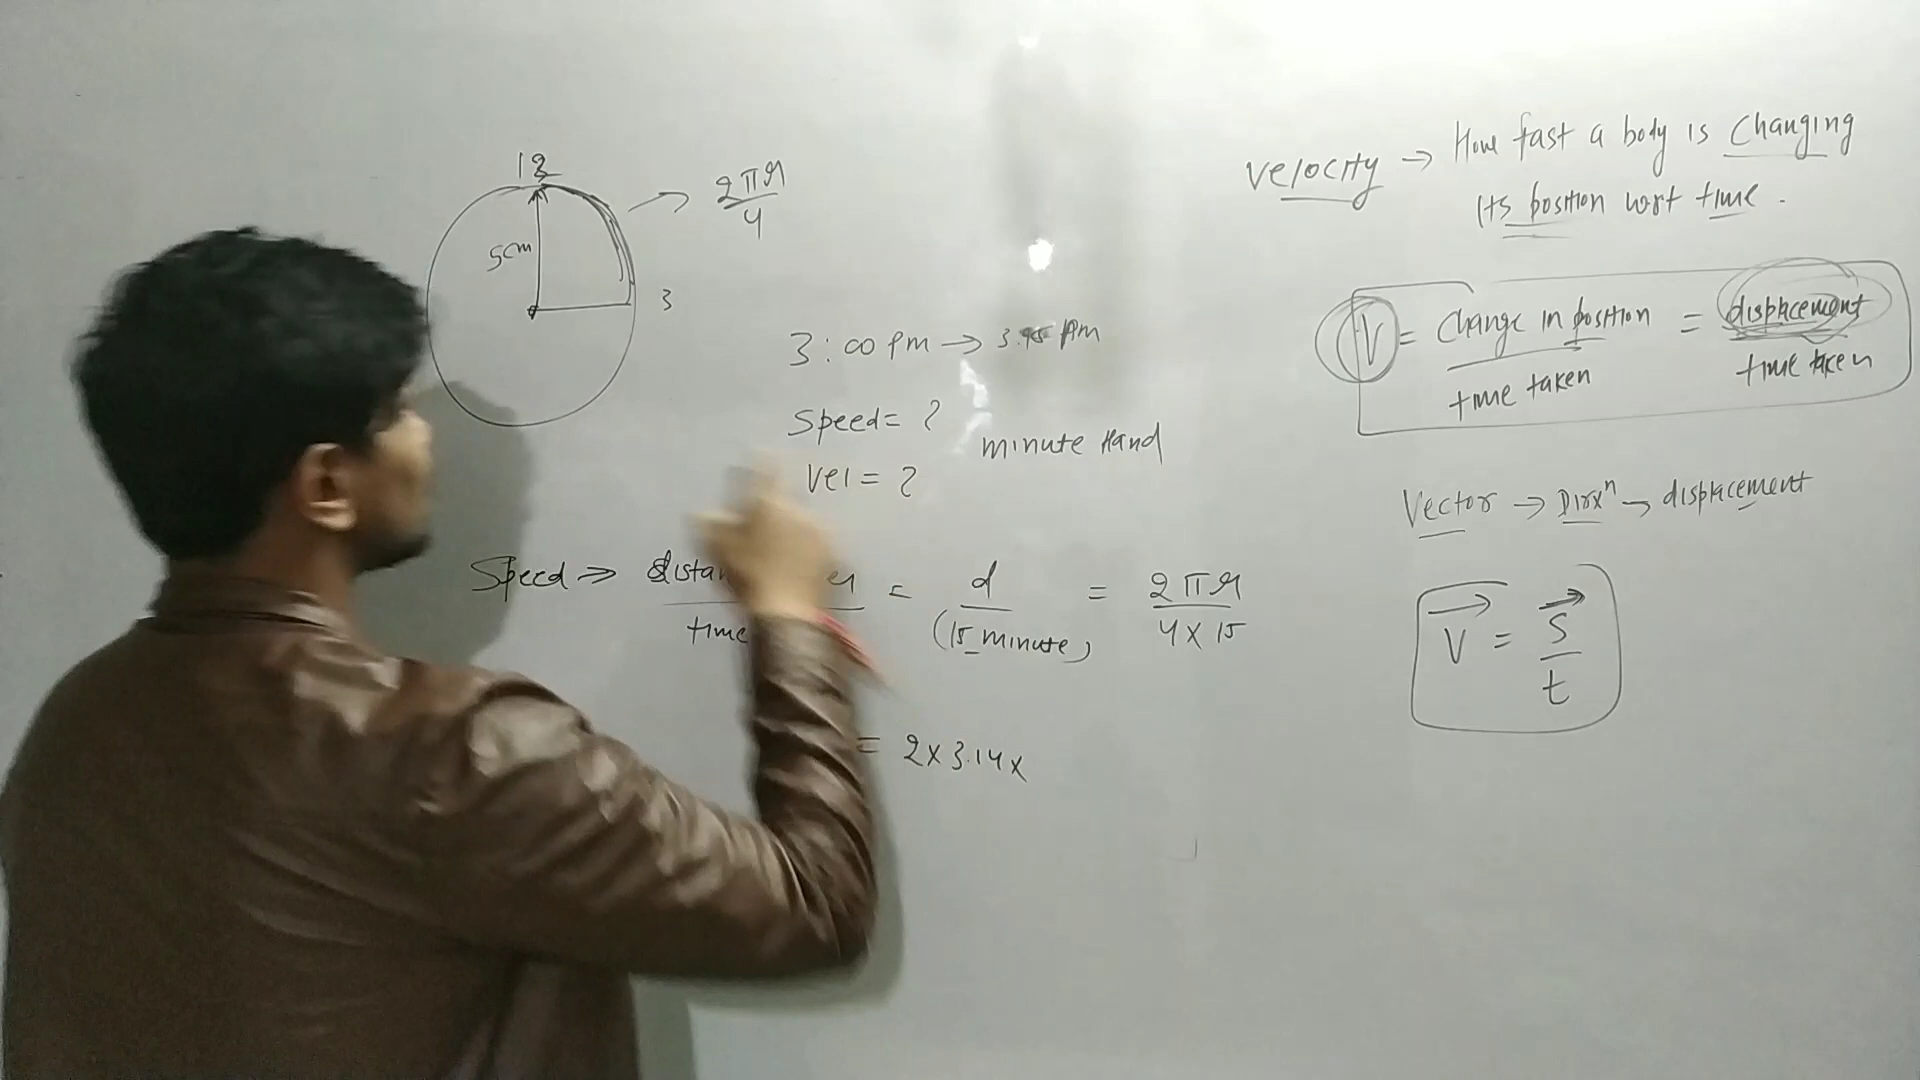 12
5cm
2πr/4
3
3:00 pm → 3.15 pm
Speed = ?
minute Hand
Vel = ?
Speed ⇒ time = d/(15 minute) = 2πr/4 × 15
= 2 × 3.14 ×
Velocity → How fast a body is changing
its position wrt time.
V = change in position/time taken = displacement/time taken
Vector → Dirxⁿ → displacement
V = S/t